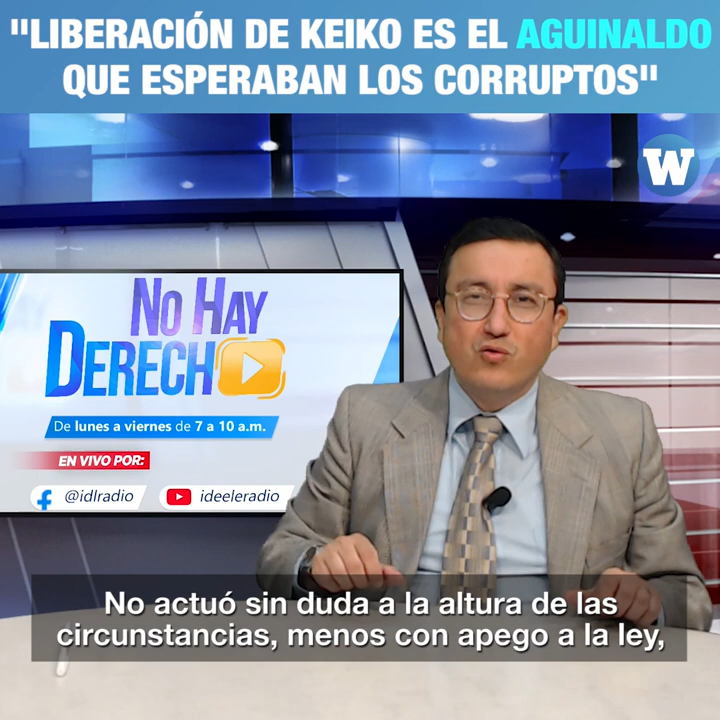 "LIBERACIÓN DE KEIKO ES EL AGUINALDO
QUE ESPERABAN LOS CORRUPTOS"
W
NO HAY
DERECHO
De lunes a viernes de 7 a 10 a.m.
EN VIVO POR:
@idlradio
ideeleradio
No actuó sin duda a la altura de las
circunstancias, menos con apego a la ley,